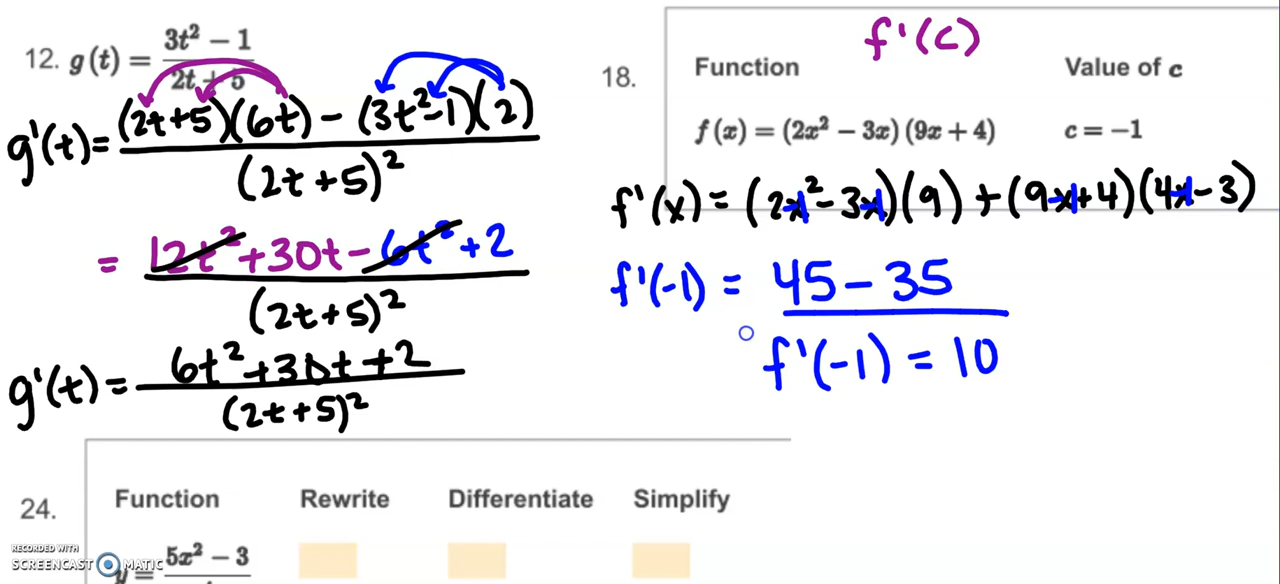 12. g(t) = 3t² − 1 / 2t + 5
g'(t) = (2t+5)(6t) − (3t²-1)(2) / (2t+5)²
= 12t² + 30t − 6t² + 2 / (2t+5)²
g'(t) = 6t² + 30t + 2 / (2t+5)²
f'(c)
18. Function Value of c
f(x) = (2x² − 3x)(9x + 4) c = −1
f'(x) = (2x² - 3x)(9) + (9x+4)(4x-3)
f'(-1) = 45 − 35
f'(-1) = 10
24. Function Rewrite Differentiate Simplify
y = 5x² − 3
RECORDED WITH
SCREENCAST MATIC